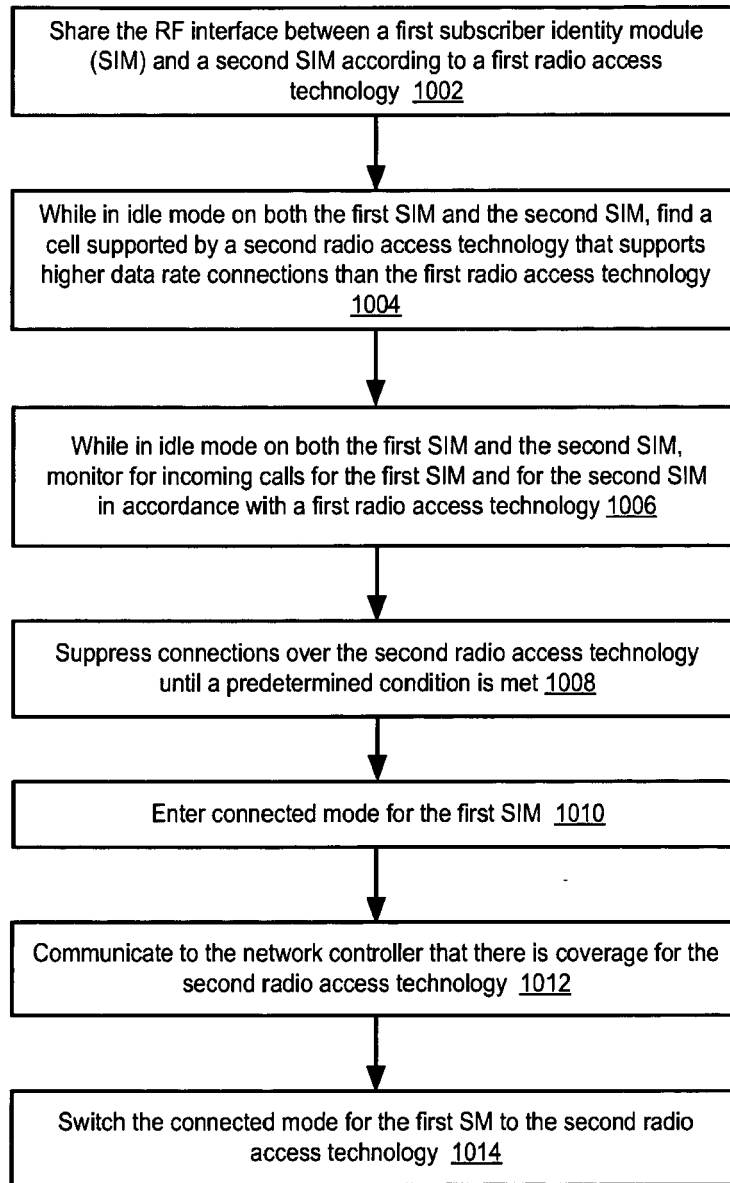 Share the RF interface between a first subscriber identity module
(SIM) and a second SIM according to a first radio access
technology 1002
While in idle mode on both the first SIM and the second SIM, find a
cell supported by a second radio access technology that supports
higher data rate connections than the first radio access technology
1004
While in idle mode on both the first SIM and the second SIM,
monitor for incoming calls for the first SIM and for the second SIM
in accordance with a first radio access technology 1006
Suppress connections over the second radio access technology
until a predetermined condition is met 1008
Enter connected mode for the first SIM 1010
Communicate to the network controller that there is coverage for the
second radio access technology 1012
Switch the connected mode for the first SM to the second radio
access technology 1014